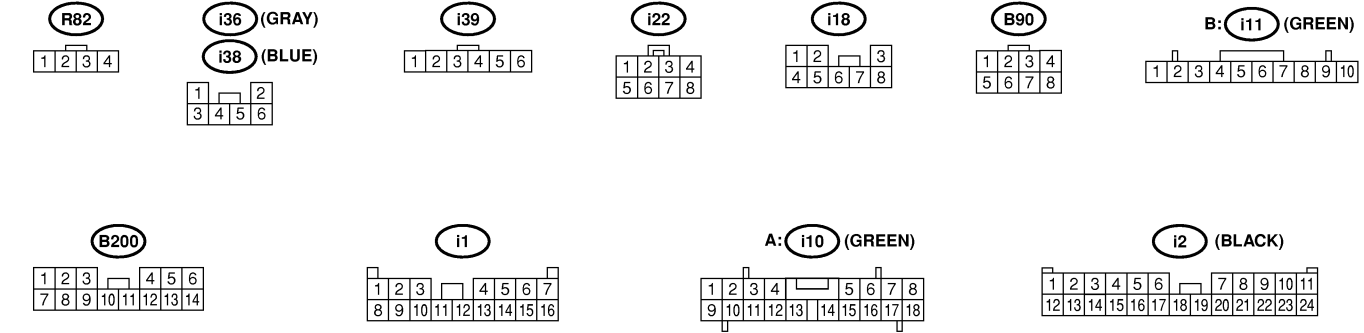 R82
1 2 3 4
i36 (GRAY)
i38 (BLUE)
1 2
3 4 5 6
i39
1 2 3 4 5 6
i22
1 2 3 4
5 6 7 8
i18
1 2 3
4 5 6 7 8
B90
1 2 3 4
5 6 7 8
B: i11 (GREEN)
1 2 3 4 5 6 7 8 9 10
B200
1 2 3 4 5 6
7 8 9 10 11 12 13 14
i1
1 2 3 4 5 6 7
8 9 10 11 12 13 14 15 16
A: i10 (GREEN)
1 2 3 4 5 6 7 8
9 10 11 12 13 14 15 16 17 18
i2 (BLACK)
1 2 3 4 5 6 7 8 9 10 11
12 13 14 15 16 17 18 19 20 21 22 23 24